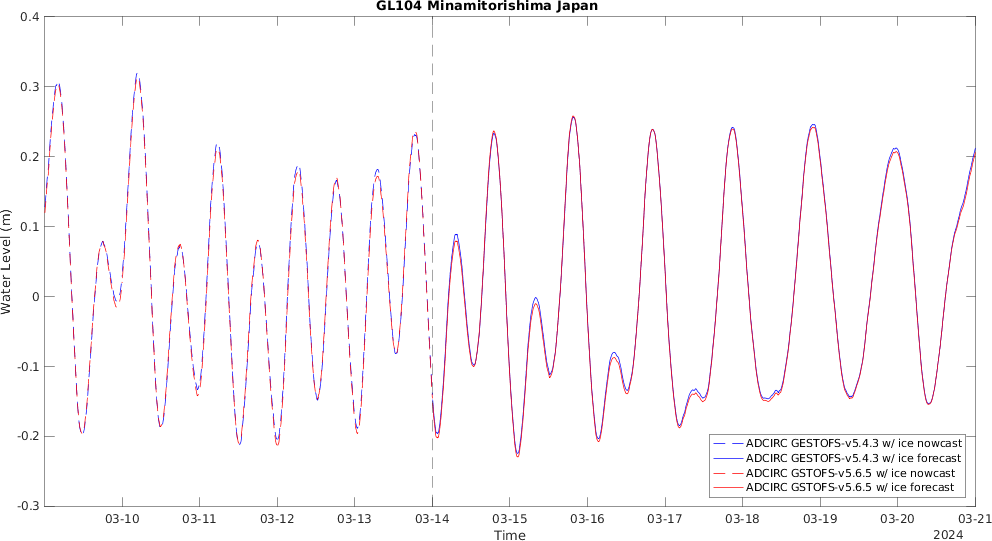 GL104 Minamitorishima Japan
0.4
0.3
0.2
0.1
0
-0.1
-0.2
-0.3
Water Level (m)
ADCIRC GESTOFS-v5.4.3 w/ ice nowcast
ADCIRC GESTOFS-v5.4.3 w/ ice forecast
ADCIRC GSTOFS-v5.6.5 w/ ice nowcast
ADCIRC GSTOFS-v5.6.5 w/ ice forecast
03-10 03-11 03-12 03-13 03-14 03-15 03-16 03-17 03-18 03-19 03-20 03-21
Time
2024